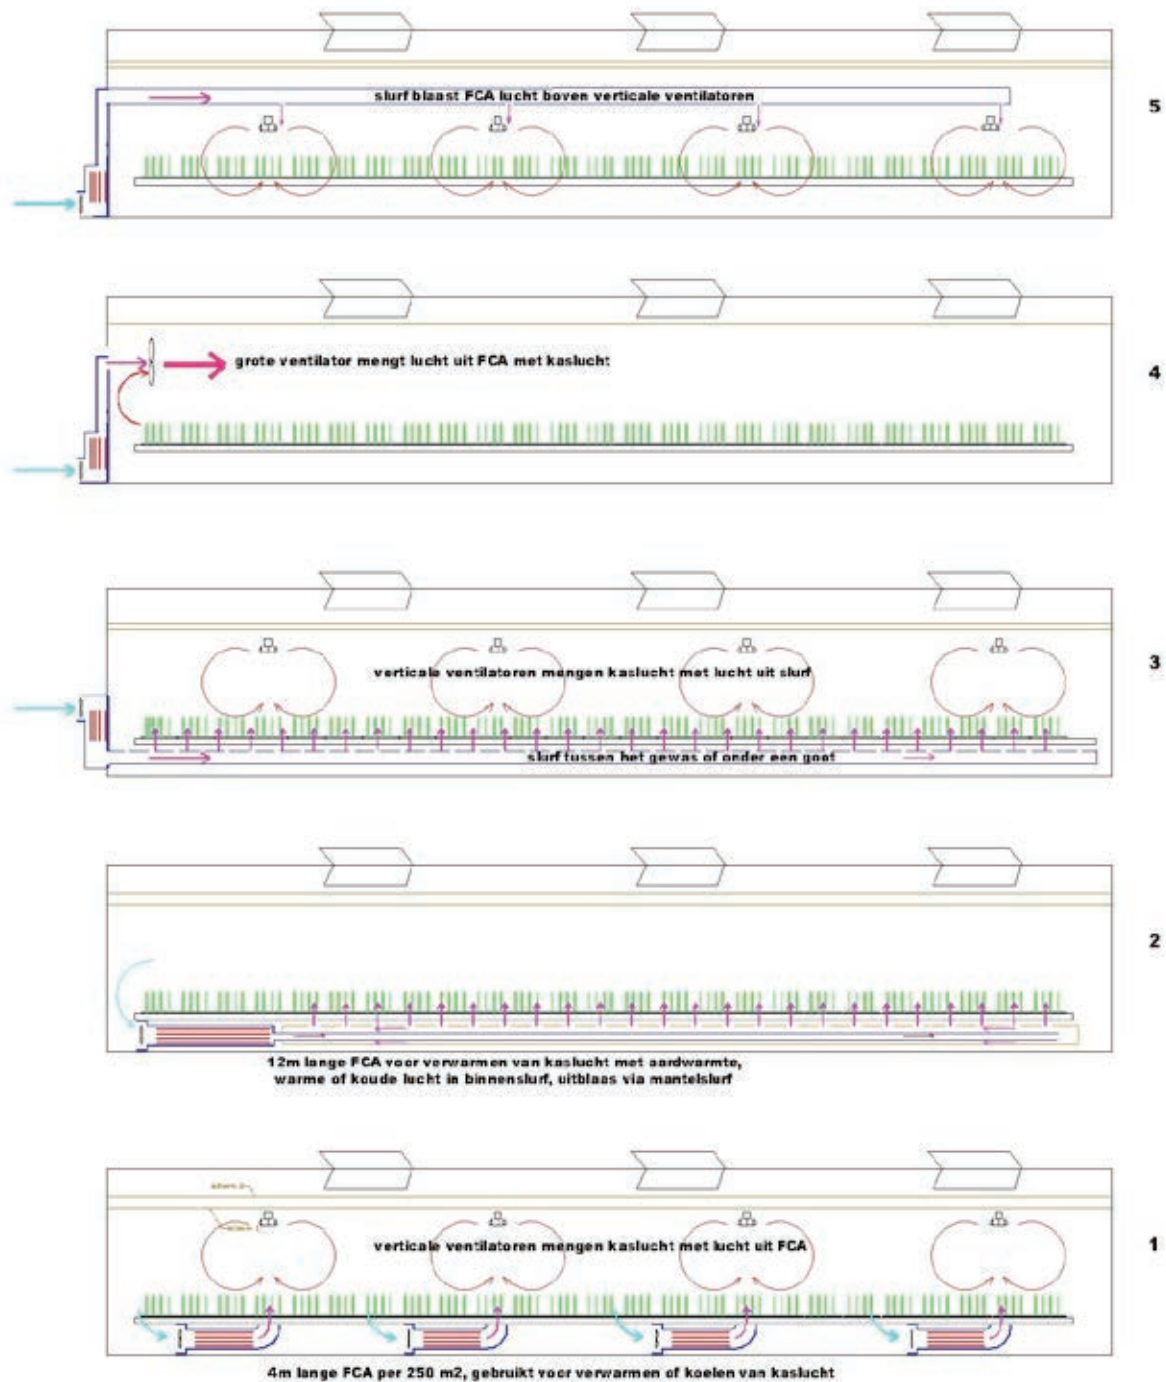 slurf blaast FCA lucht boven verticale ventilatoren
5
grote ventilator mengt lucht uit FCA met kaslucht
4
verticale ventilatoren mengen kaslucht met lucht uit slurf
3
slurf tussen het gewas of onder een goot
2
12m lange FCA voor verwarmen van kaslucht met aardwarmte,
warme of koude lucht in binnenslurf, uitblaas via mantelslurf
verticale ventilatoren mengen kaslucht met lucht uit FCA
1
4m lange FCA per 250 m2, gebruikt voor verwarmen of koelen van kaslucht